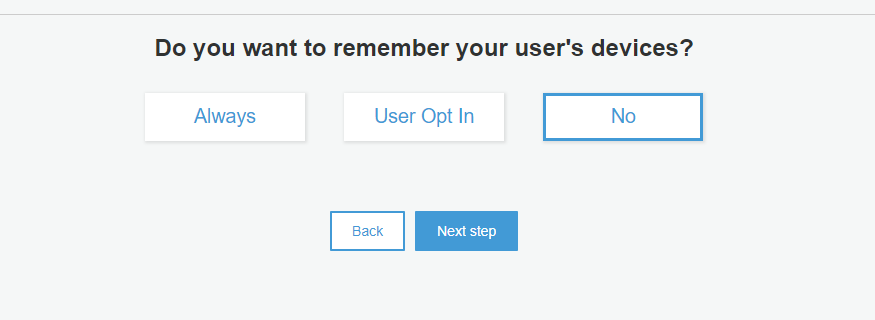 Do you want to remember your user's devices?
Always User Opt In No
Back Next step